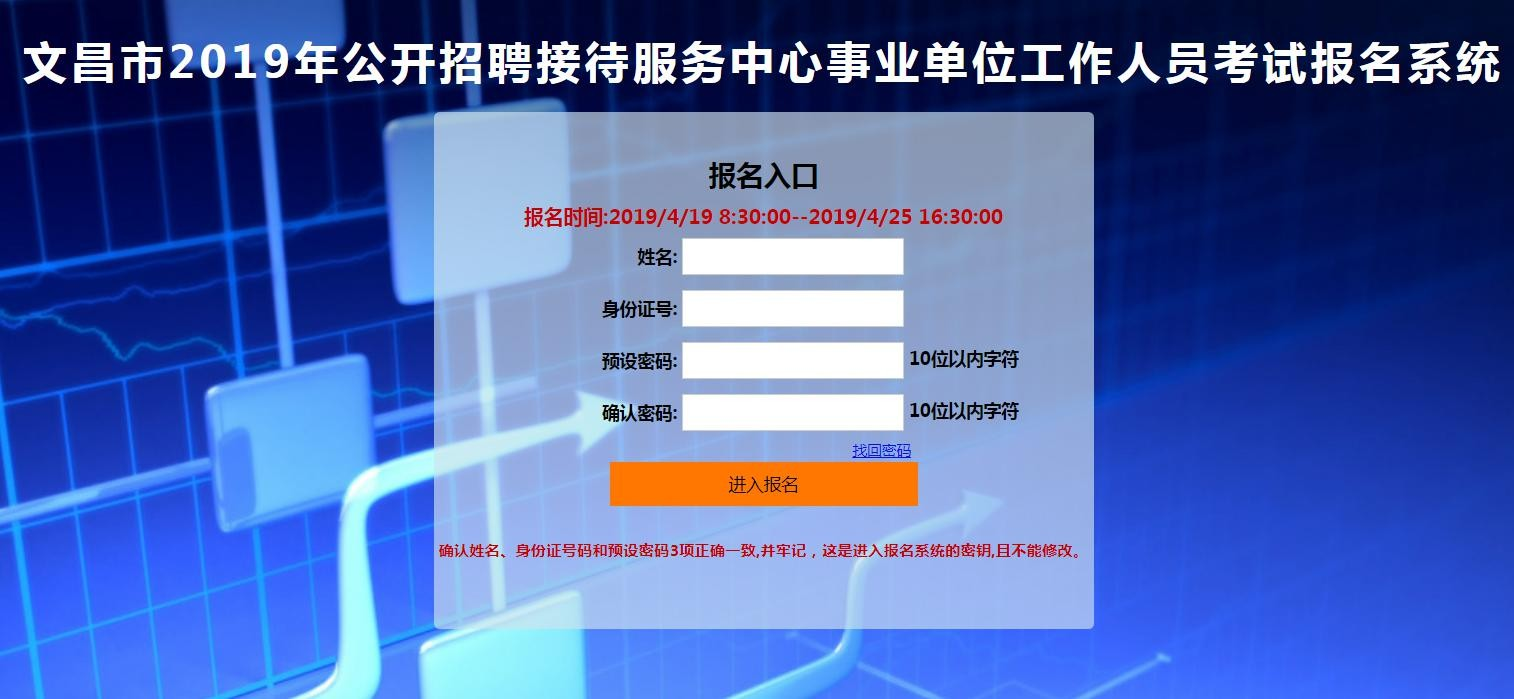 文昌市2019年公开招聘接待服务中心事业单位工作人员考试报名系统
报名入口
报名时间:2019/4/19 8:30:00--2019/4/25 16:30:00
姓名:
身份证号:
预设密码: 10位以内字符
确认密码: 10位以内字符
找回密码
进入报名
确认姓名、身份证号码和预设密码3项正确一致,并牢记，这是进入报名系统的密钥,且不能修改。